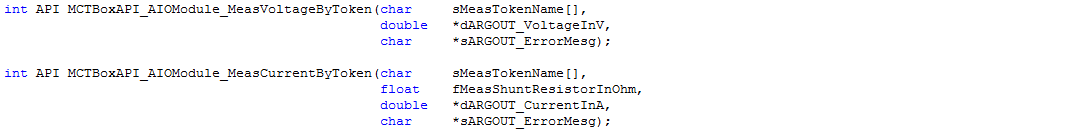 int API MCTBoxAPI_AIOModule_MeasVoltageByToken(char sMeasTokenName[],
double *dARGOUT_VoltageInV,
char *sARGOUT_ErrorMesg);
int API MCTBoxAPI_AIOModule_MeasCurrentByToken(char sMeasTokenName[],
float fMeasShuntResistorInOhm,
double *dARGOUT_CurrentInA,
char *sARGOUT_ErrorMesg);